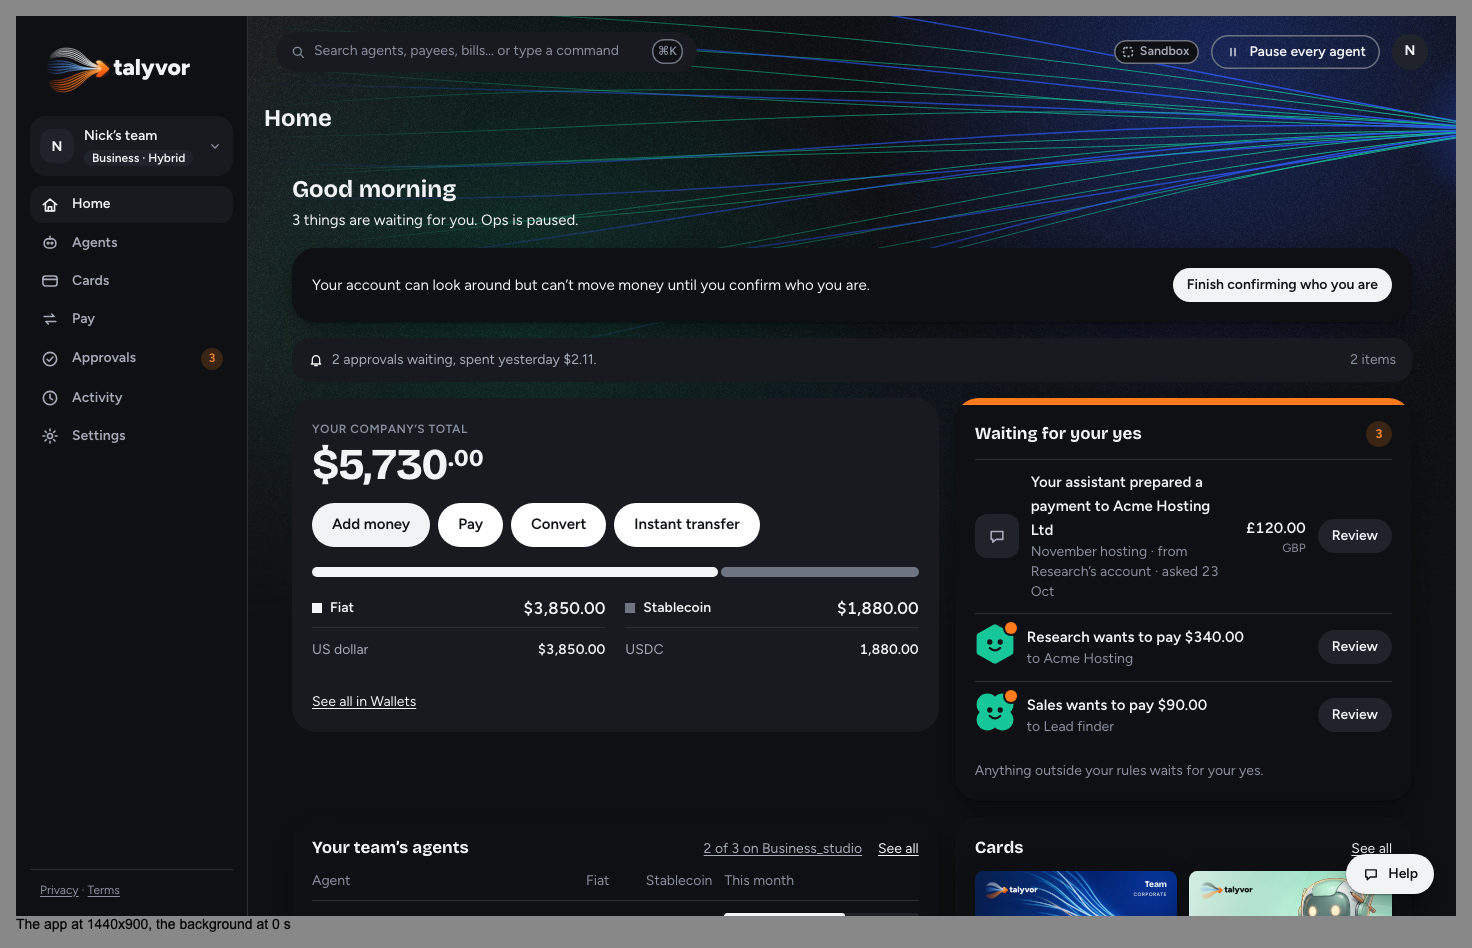 talyvor
Search agents, payees, bills... or type a command
⌘K
Sandbox
Pause every agent
N
N
Nick's team
Business · Hybrid
Home
Agents
Cards
Pay
Approvals
3
Activity
Settings
Privacy · Terms
Home
Good morning
3 things are waiting for you. Ops is paused.
Your account can look around but can't move money until you confirm who you are.
Finish confirming who you are
2 approvals waiting, spent yesterday $2.11.
2 items
YOUR COMPANY'S TOTAL
$5,730.00
Add money
Pay
Convert
Instant transfer
Fiat
$3,850.00
Stablecoin
$1,880.00
US dollar
$3,850.00
USDC
1,880.00
See all in Wallets
Waiting for your yes
3
Your assistant prepared a
payment to Acme Hosting
Ltd
November hosting · from
Research's account · asked 23
Oct
£120.00
GBP
Review
Research wants to pay $340.00
to Acme Hosting
Review
Sales wants to pay $90.00
to Lead finder
Review
Anything outside your rules waits for your yes.
Your team's agents
2 of 3 on Business_studio
See all
Agent
Fiat
Stablecoin
This month
Cards
See all
talyvor
Team
CORPORATE
talyvor
Help
The app at 1440x900, the background at 0 s